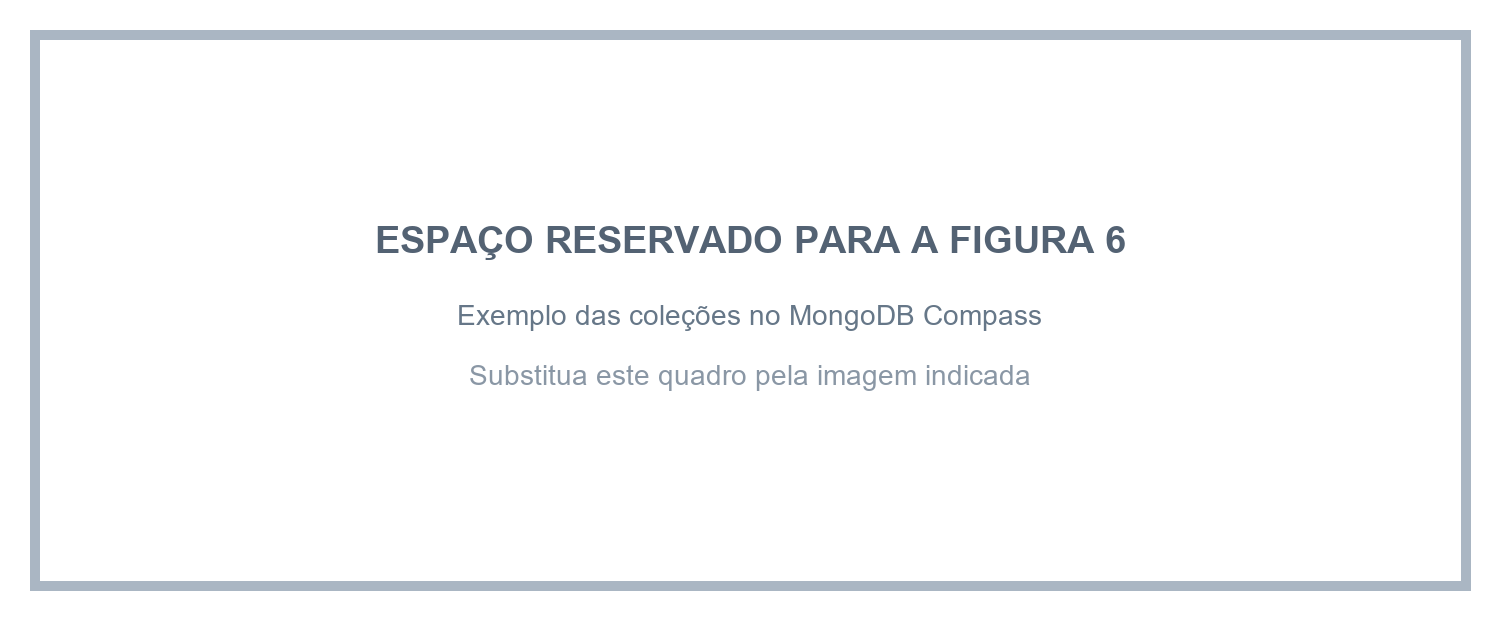 ESPAÇO RESERVADO PARA A FIGURA 6
Exemplo das coleções no MongoDB Compass
Substitua este quadro pela imagem indicada